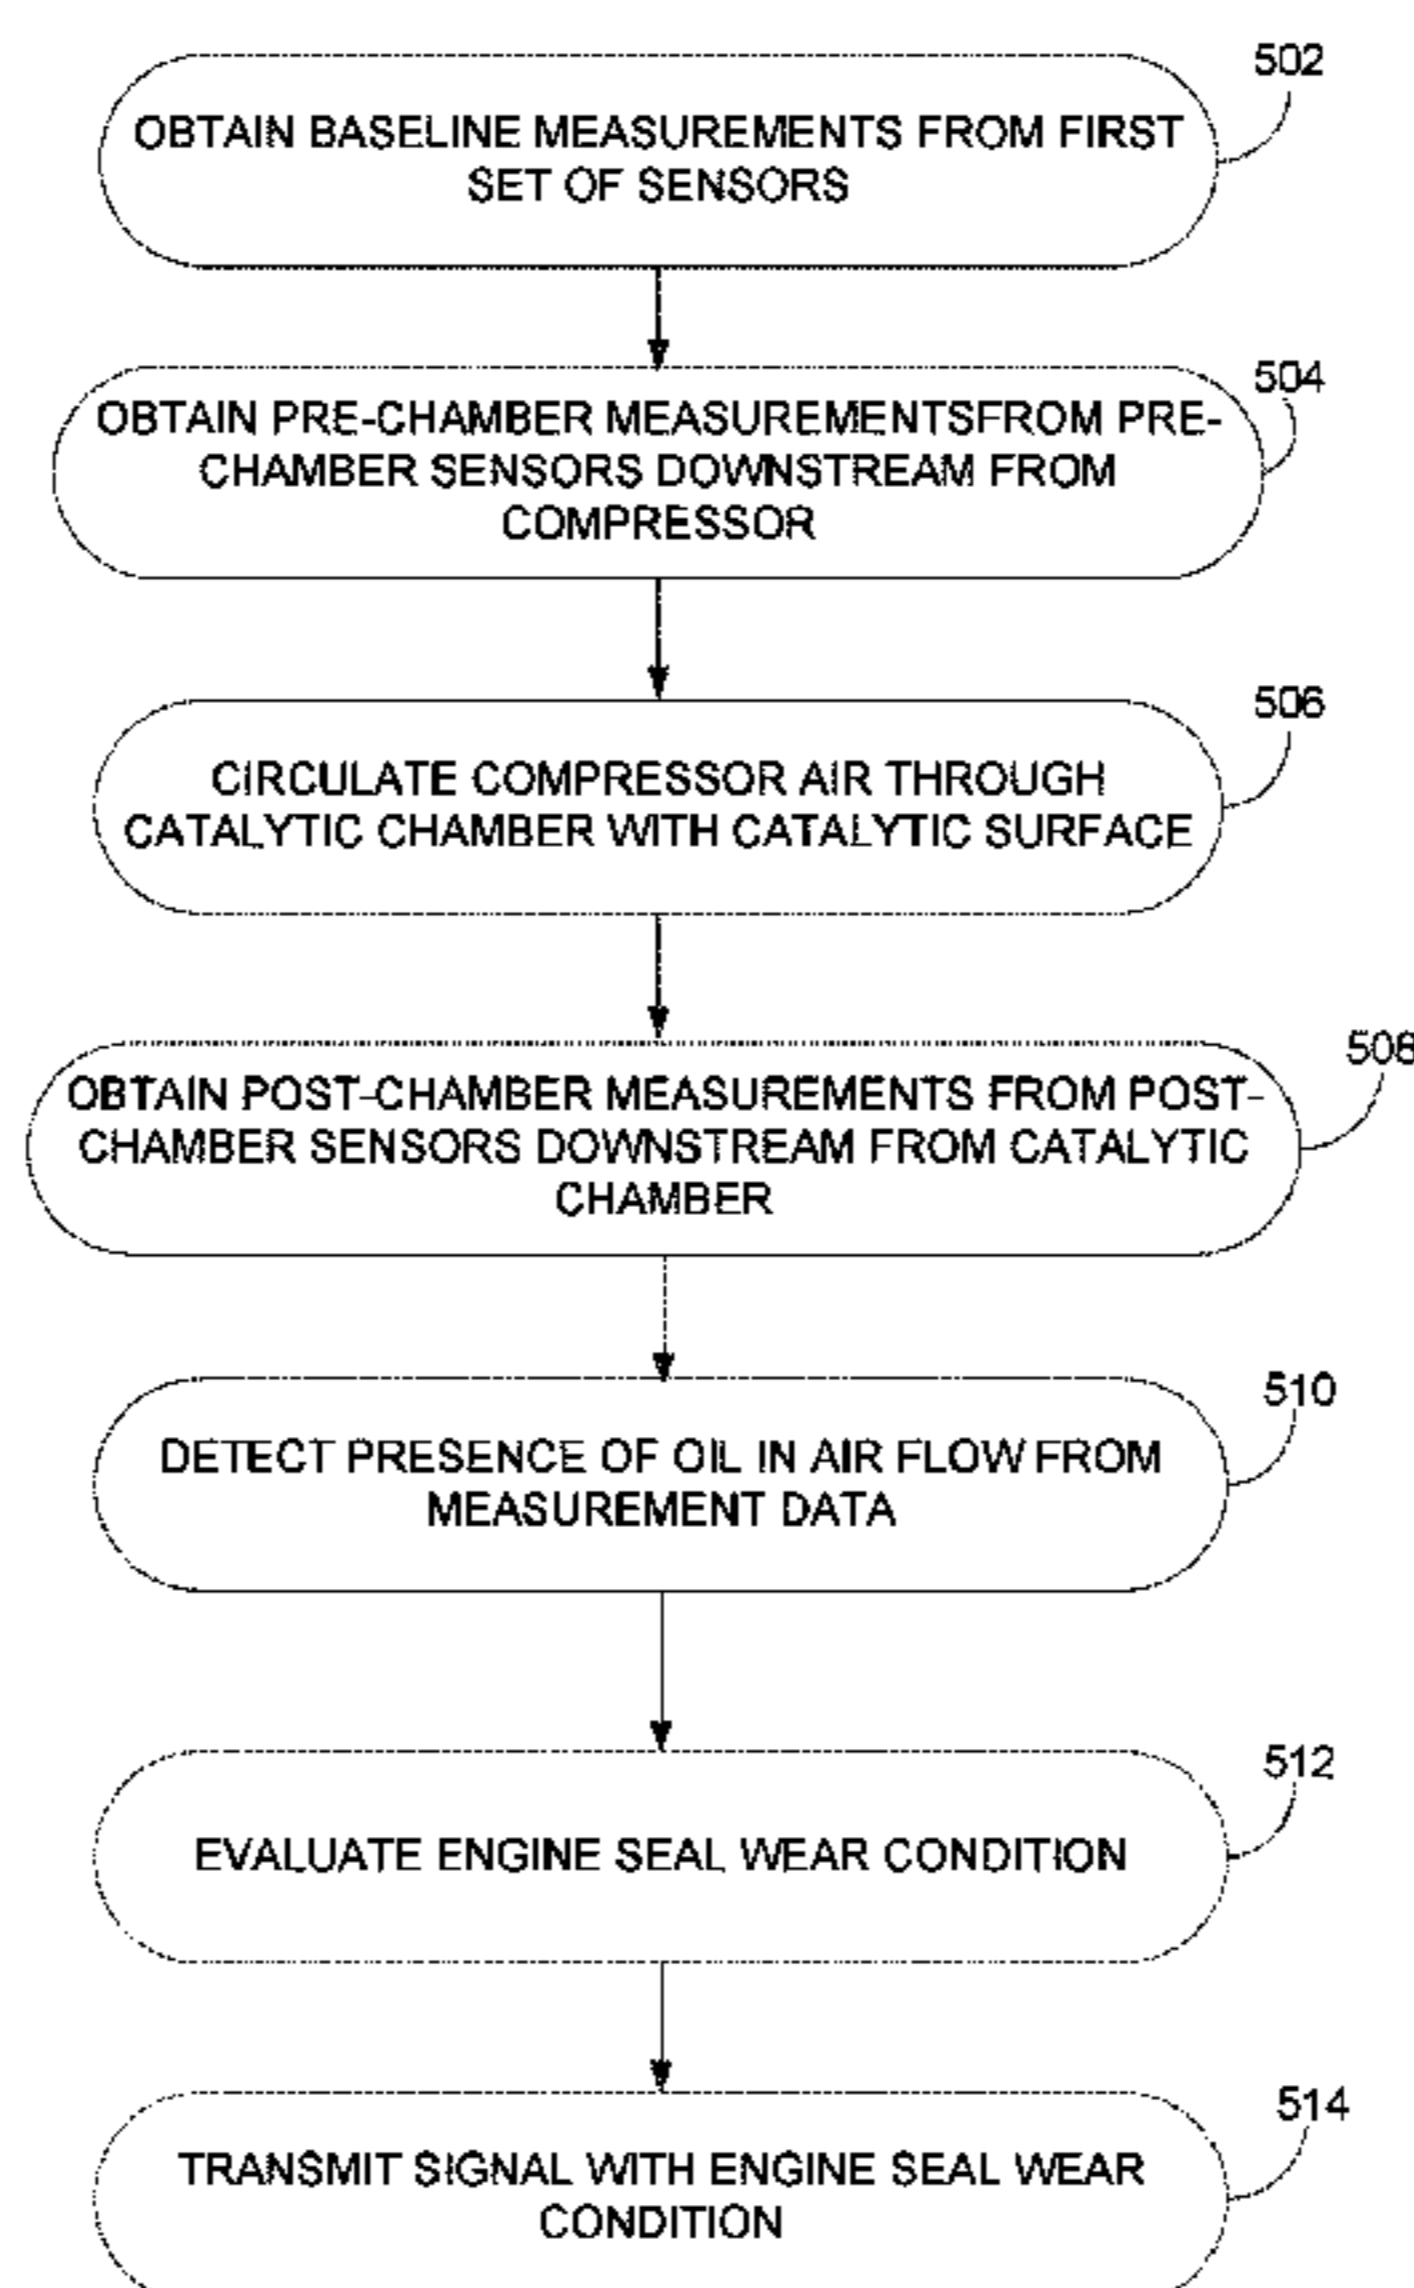 502
OBTAIN BASELINE MEASUREMENTS FROM FIRST
SET OF SENSORS
504
OBTAIN PRE-CHAMBER MEASUREMENTSFROM PRE-
CHAMBER SENSORS DOWNSTREAM FROM
COMPRESSOR
506
CIRCULATE COMPRESSOR AIR THROUGH
CATALYTIC CHAMBER WITH CATALYTIC SURFACE
508
OBTAIN POST-CHAMBER MEASUREMENTS FROM POST-
CHAMBER SENSORS DOWNSTREAM FROM CATALYTIC
CHAMBER
510
DETECT PRESENCE OF OIL IN AIR FLOW FROM
MEASUREMENT DATA
512
EVALUATE ENGINE SEAL WEAR CONDITION
514
TRANSMIT SIGNAL WITH ENGINE SEAL WEAR
CONDITION